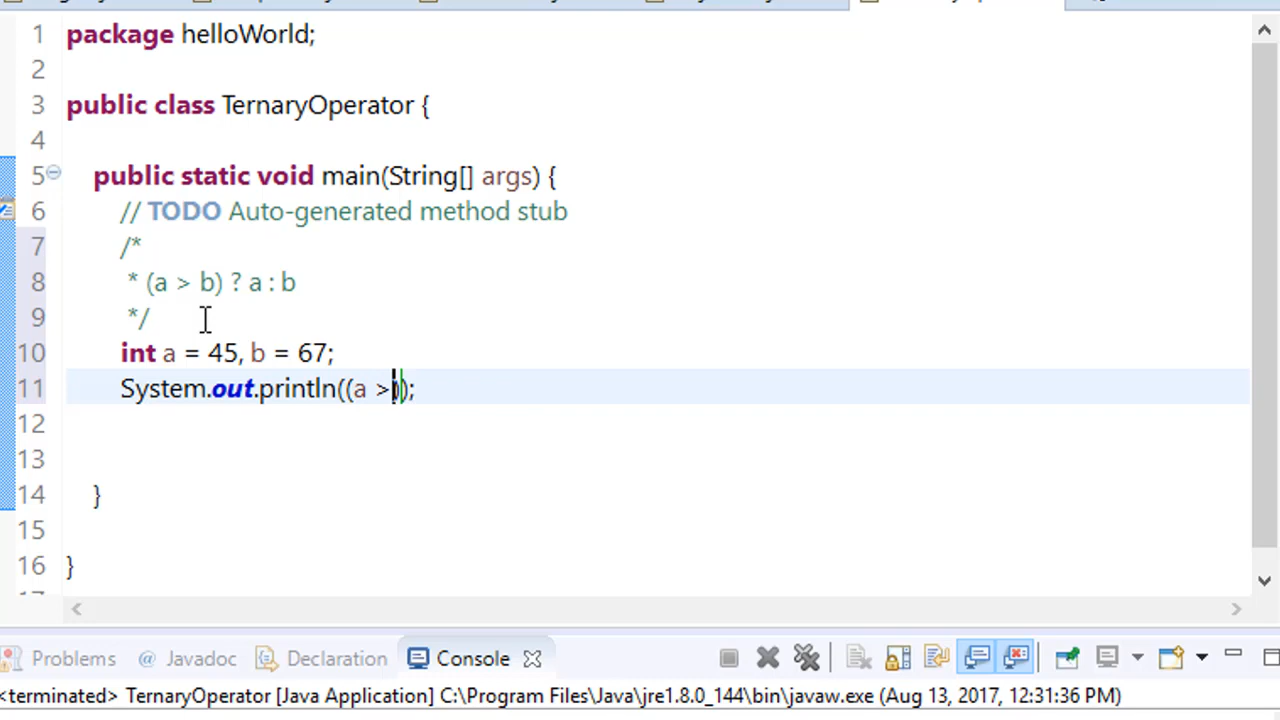 1 package helloWorld;
2
3 public class TernaryOperator {
4
5 public static void main(String[] args) {
6 // TODO Auto-generated method stub
7 /*
8 * (a > b) ? a : b
9 */
10 int a = 45, b = 67;
11 System.out.println((a >));
12
13
14 }
15
16 }
Problems @ Javadoc Declaration Console
<terminated> TernaryOperator [Java Application] C:\Program Files\Java\jre1.8.0_144\bin\javaw.exe (Aug 13, 2017, 12:31:36 PM)